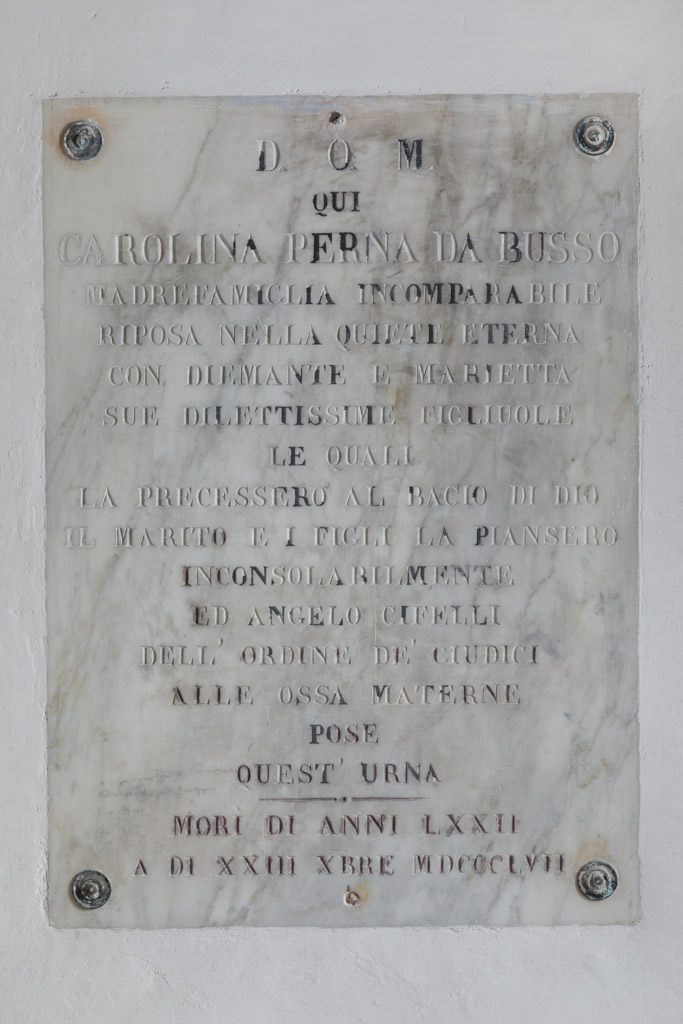 D. O. M.
QUI
CAROLINA PERNA DA BUSSO
MADREFAMIGLIA INCOMPARABILE
RIPOSA NELLA QUIETE ETERNA
CON DIEMANTE E MARIETTA
SUE DILETTISSIME FIGLIUOLE
LE QUALI
LA PRECESSERO AL BACIO DI DIO
IL MARITO E I FIGLI LA PIANSERO
INCONSOLABILMENTE
ED ANGELO CIFELLI
DELL' ORDINE DE' GIUDICI
ALLE OSSA MATERNE
POSE
QUEST' URNA
MORÌ DI ANNI LXXII
A DI XXIII XBRE MDCCCLVII